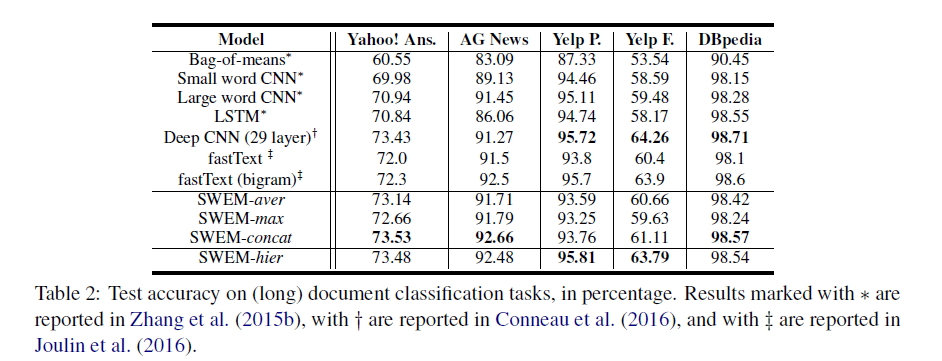 Model Yahoo! Ans. AG News Yelp P. Yelp F. DBpedia
Bag-of-means* 60.55 83.09 87.33 53.54 90.45
Small word CNN* 69.98 89.13 94.46 58.59 98.15
Large word CNN* 70.94 91.45 95.11 59.48 98.28
LSTM* 70.84 86.06 94.74 58.17 98.55
Deep CNN (29 layer)† 73.43 91.27 95.72 64.26 98.71
fastText ‡ 72.0 91.5 93.8 60.4 98.1
fastText (bigram)‡ 72.3 92.5 95.7 63.9 98.6
SWEM-aver 73.14 91.71 93.59 60.66 98.42
SWEM-max 72.66 91.79 93.25 59.63 98.24
SWEM-concat 73.53 92.66 93.76 61.11 98.57
SWEM-hier 73.48 92.48 95.81 63.79 98.54
Table 2: Test accuracy on (long) document classification tasks, in percentage. Results marked with ∗ are
reported in Zhang et al. (2015b), with † are reported in Conneau et al. (2016), and with ‡ are reported in
Joulin et al. (2016).